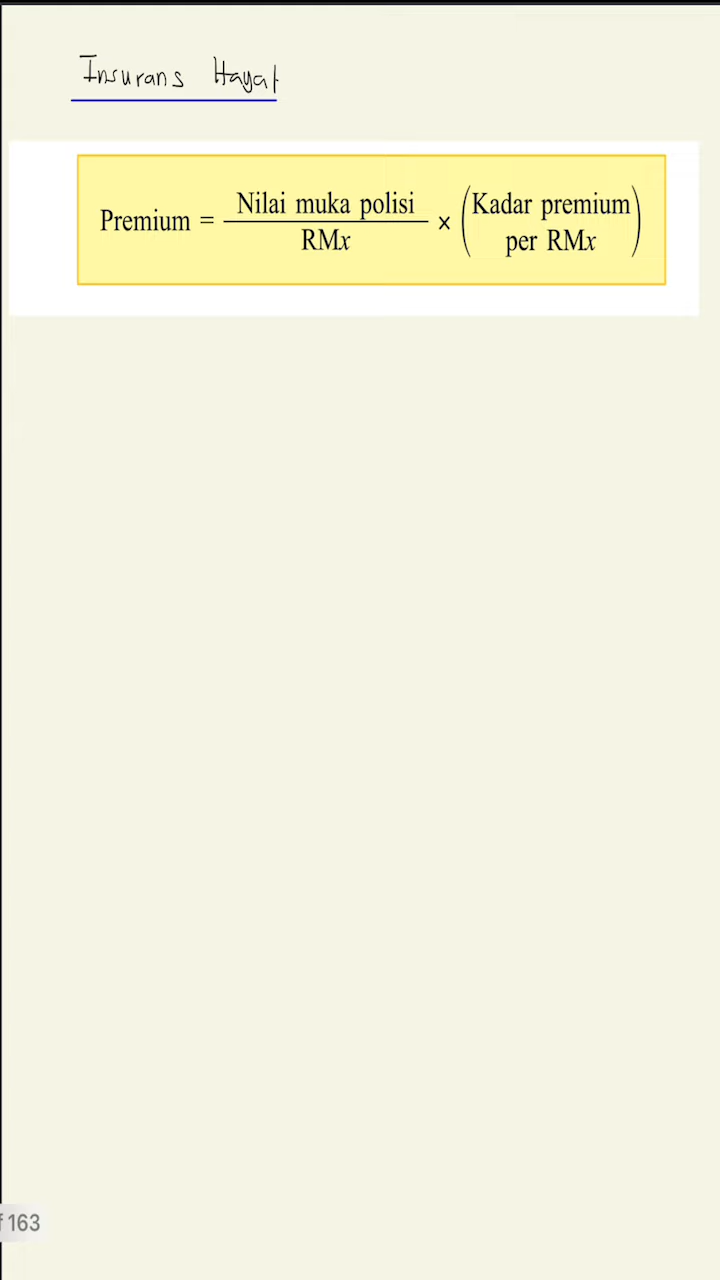 Insurans Hayat
Premium = Nilai muka polisi / RMx × (Kadar premium per RMx)
f 163